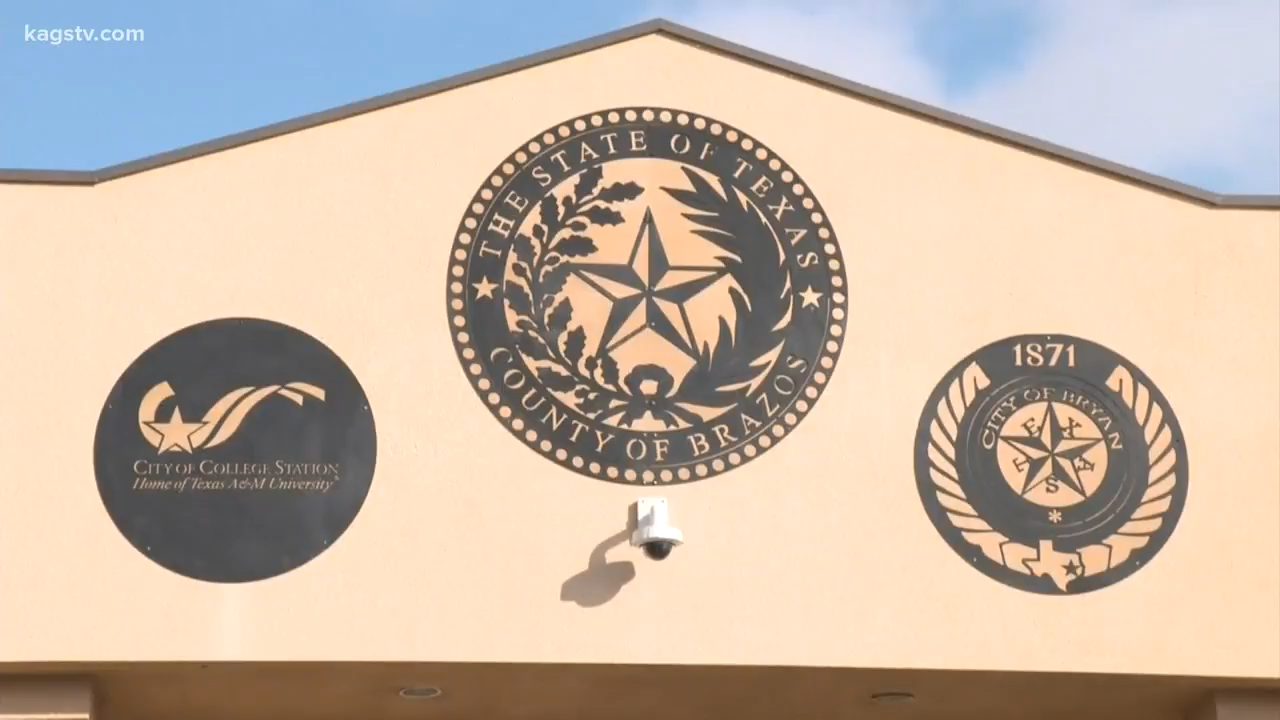 kagstv.com
THE STATE OF TEXAS
COUNTY OF BRAZOS
CITY OF COLLEGE STATION
Home of Texas A&M University
1871
CITY OF BRYAN
TEXAS